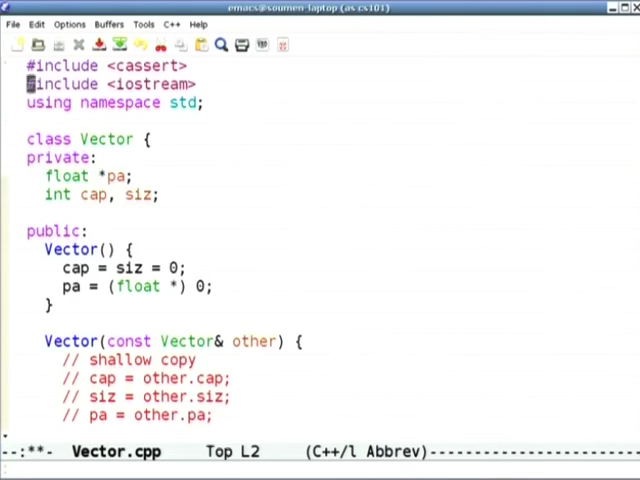 emacs@soumen-laptop (as cs101)
File Edit Options Buffers Tools C++ Help
#include <cassert>
#include <iostream>
using namespace std;
class Vector {
private:
float *pa;
int cap, siz;
public:
Vector() {
cap = siz = 0;
pa = (float *) 0;
}
Vector(const Vector& other) {
// shallow copy
// cap = other.cap;
// siz = other.siz;
// pa = other.pa;
--:**- Vector.cpp Top L2 (C++/l Abbrev)--------------------